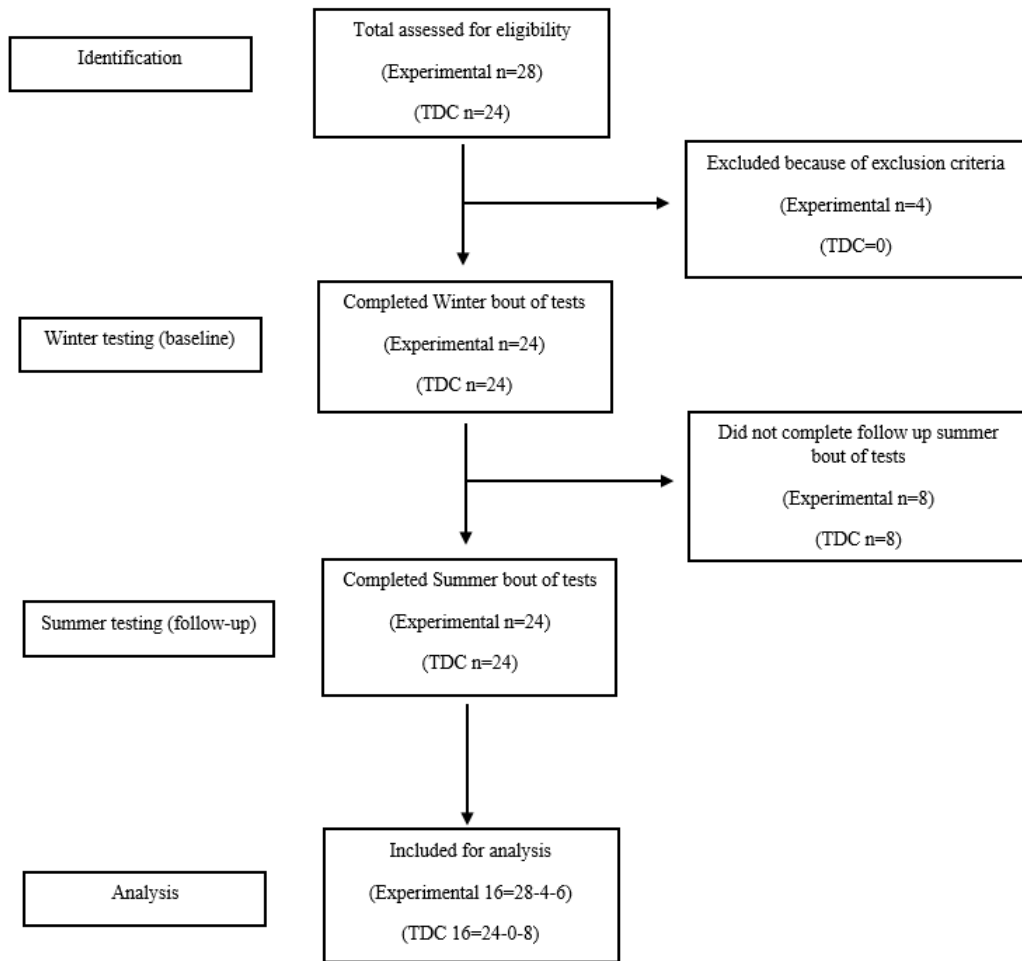 Identification
Total assessed for eligibility
(Experimental n=28)
(TDC n=24)
Excluded because of exclusion criteria
(Experimental n=4)
(TDC=0)
Winter testing (baseline)
Completed Winter bout of tests
(Experimental n=24)
(TDC n=24)
Did not complete follow up summer
bout of tests
(Experimental n=8)
(TDC n=8)
Summer testing (follow-up)
Completed Summer bout of tests
(Experimental n=24)
(TDC n=24)
Analysis
Included for analysis
(Experimental 16=28-4-6)
(TDC 16=24-0-8)